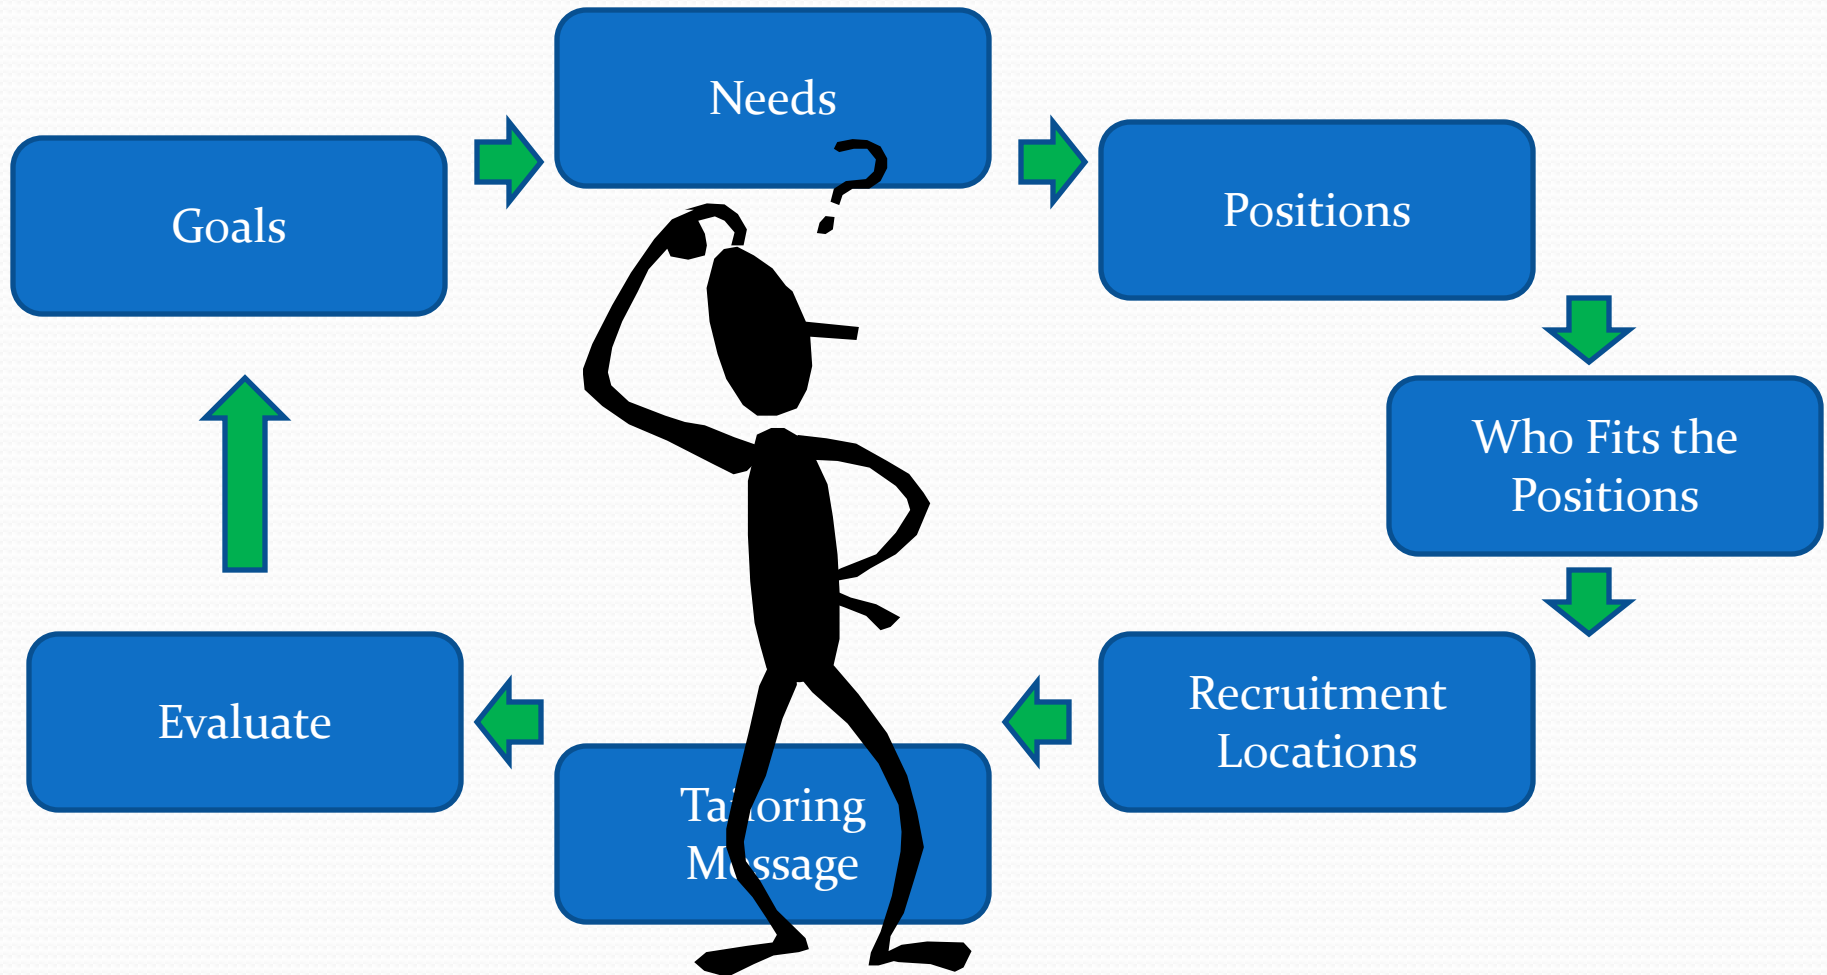 Needs
Goals
Positions
Who Fits the
Positions
Recruitment
Locations
Tailoring
Message
Evaluate